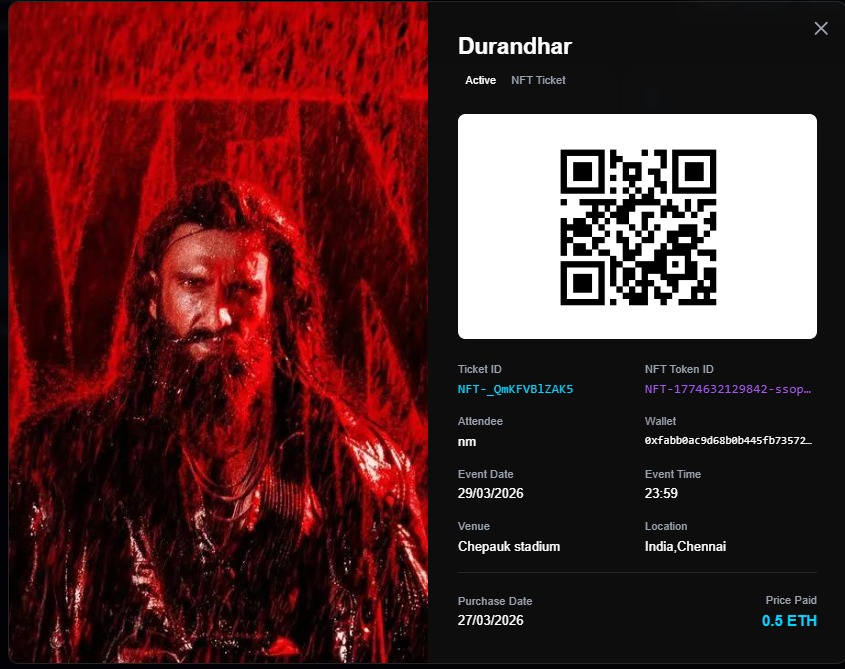 Durandhar
Active NFT Ticket
Ticket ID NFT Token ID
NFT-_QmKFVBlZAK5 NFT-1774632129842-ssop…
Attendee Wallet
nm 0xfabb0ac9d68b0b445fb73572…
Event Date Event Time
29/03/2026 23:59
Venue Location
Chepauk stadium India,Chennai
Purchase Date Price Paid
27/03/2026 0.5 ETH